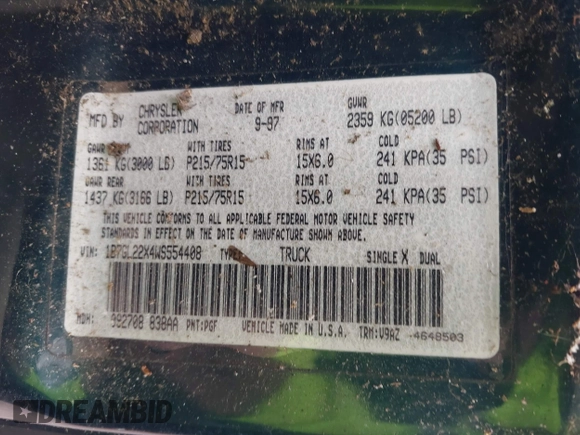 MFD BY CHRYSLER CORPORATION DATE OF MFR 9-97 GVWR 2359 KG(05200 LB)
GAWR WITH TIRES RIMS AT COLD
1361 KG(3000 LB) P215/75R15 15X6.0 241 KPA(35 PSI)
GAWR REAR WITH TIRES RIMS AT COLD
1437 KG(3166 LB) P215/75R15 15X6.0 241 KPA(35 PSI)
THIS VEHICLE CONFORMS TO ALL APPLICABLE FEDERAL MOTOR VEHICLE SAFETY
STANDARDS IN EFFECT ON THE DATE OF MANUFACTURE SHOWN ABOVE.
VIN: 1B7GL22X4WS554408 TYPE: TRUCK SINGLE X DUAL
MDH: 992708 838AA PNT:PGF VEHICLE MADE IN U.S.A. TRM:V9AZ 4648503
DREAMBID